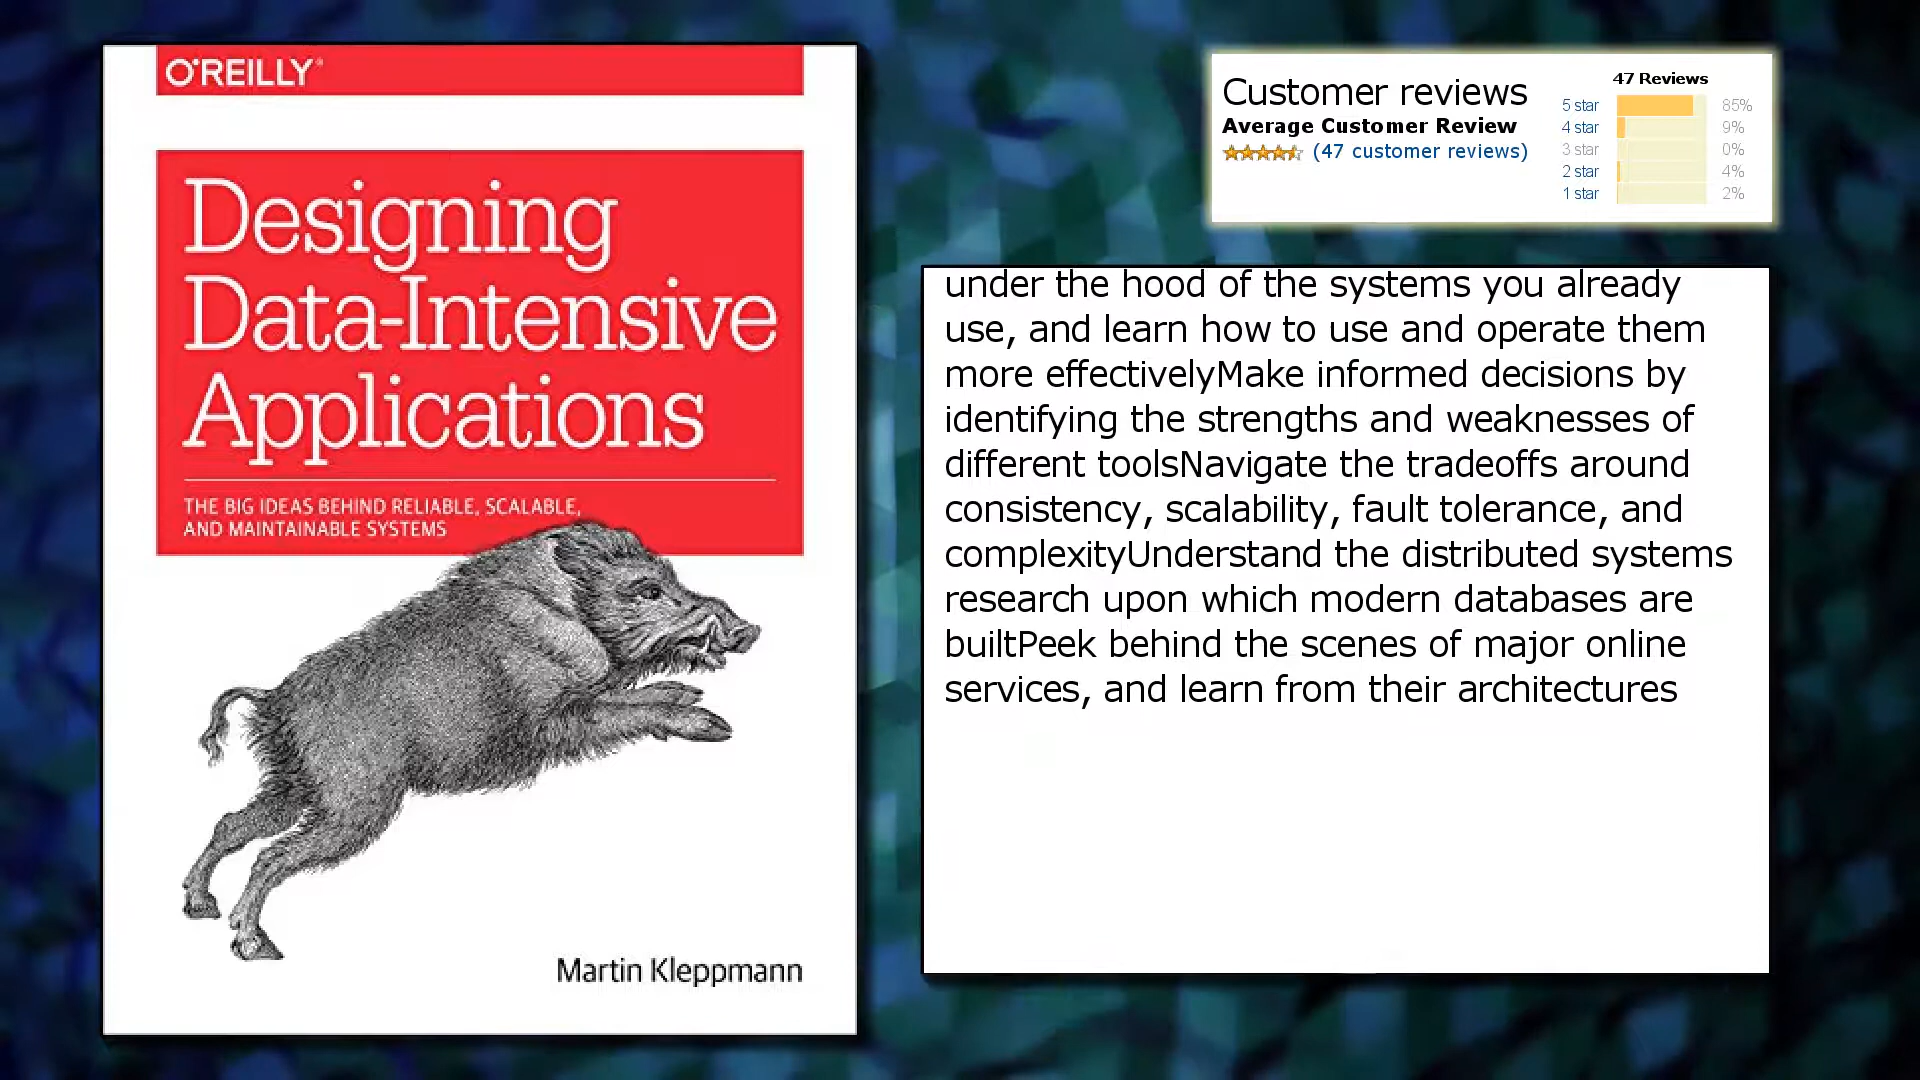 O'REILLY®
Designing
Data-Intensive
Applications
THE BIG IDEAS BEHIND RELIABLE, SCALABLE,
AND MAINTAINABLE SYSTEMS
Martin Kleppmann
Customer reviews
Average Customer Review
(47 customer reviews)
47 Reviews
5 star 85%
4 star 9%
3 star 0%
2 star 4%
1 star 2%
under the hood of the systems you already
use, and learn how to use and operate them
more effectivelyMake informed decisions by
identifying the strengths and weaknesses of
different toolsNavigate the tradeoffs around
consistency, scalability, fault tolerance, and
complexityUnderstand the distributed systems
research upon which modern databases are
builtPeek behind the scenes of major online
services, and learn from their architectures